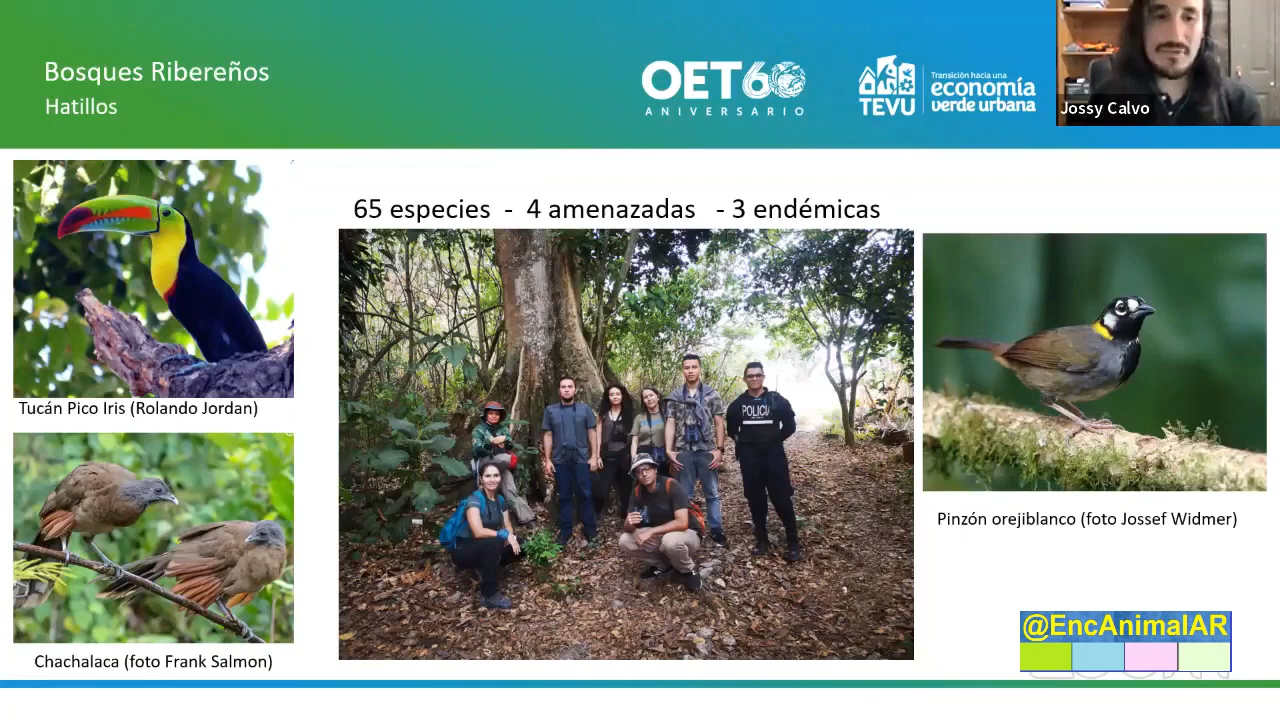 Bosques Ribereños
Hatillos
OET60
ANIVERSARIO
TEVU
Transición hacia una
economía
verde urbana
Jossy Calvo
65 especies - 4 amenazadas - 3 endémicas
POLICIA
Tucán Pico Iris (Rolando Jordan)
Chachalaca (foto Frank Salmon)
Pinzón orejiblanco (foto Jossef Widmer)
@EncAnimalAR